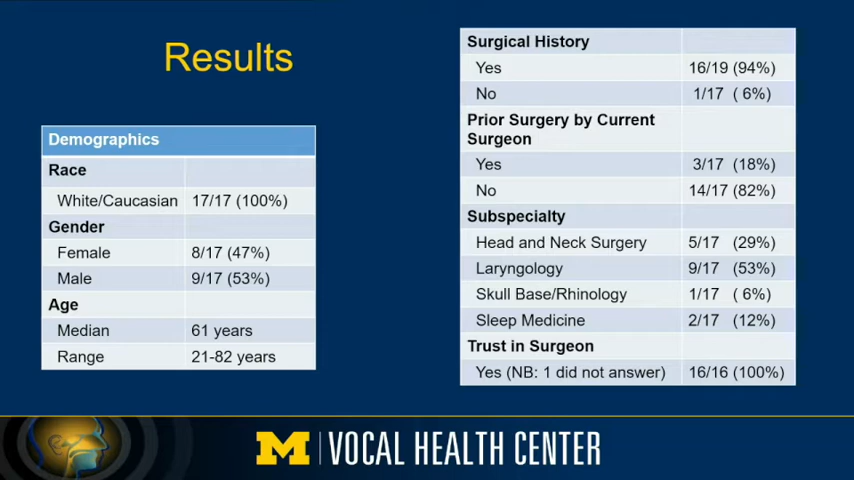 Results
Demographics
Race
White/Caucasian 17/17 (100%)
Gender
Female 8/17 (47%)
Male 9/17 (53%)
Age
Median 61 years
Range 21-82 years
Surgical History
Yes 16/19 (94%)
No 1/17 ( 6%)
Prior Surgery by Current
Surgeon
Yes 3/17 (18%)
No 14/17 (82%)
Subspecialty
Head and Neck Surgery 5/17 (29%)
Laryngology 9/17 (53%)
Skull Base/Rhinology 1/17 ( 6%)
Sleep Medicine 2/17 (12%)
Trust in Surgeon
Yes (NB: 1 did not answer) 16/16 (100%)
M VOCAL HEALTH CENTER